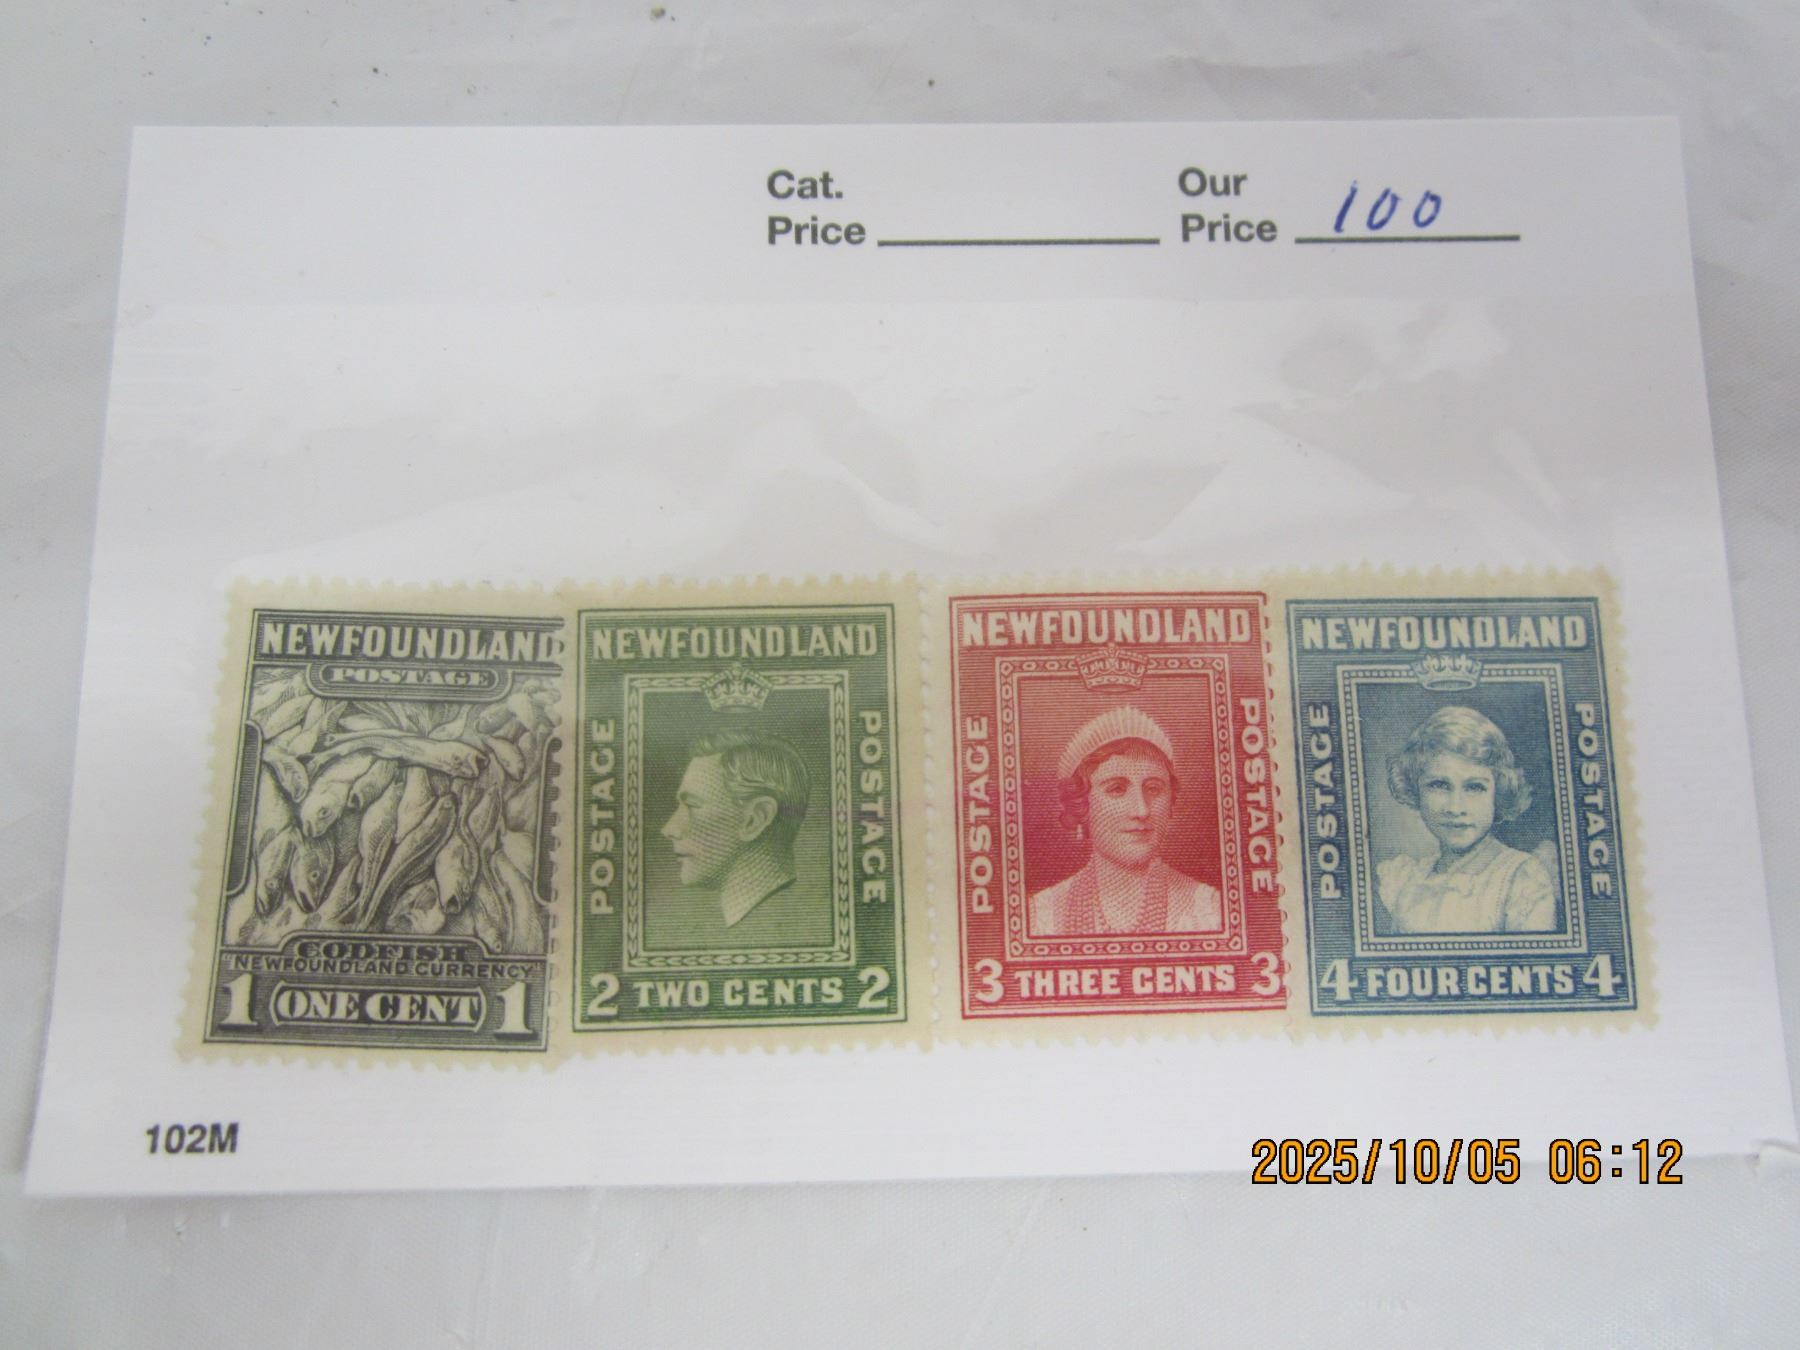 Cat.
Price
Our
Price 100
NEWFOUNDLAND
POSTAGE
CODFISH
"NEWFOUNDLAND CURRENCY"
1 ONE CENT 1
NEWFOUNDLAND
POSTAGE
POSTAGE
2 TWO CENTS 2
NEWFOUNDLAND
POSTAGE
POSTAGE
3 THREE CENTS 3
NEWFOUNDLAND
POSTAGE
POSTAGE
4 FOUR CENTS 4
102M
2025/10/05 06:12